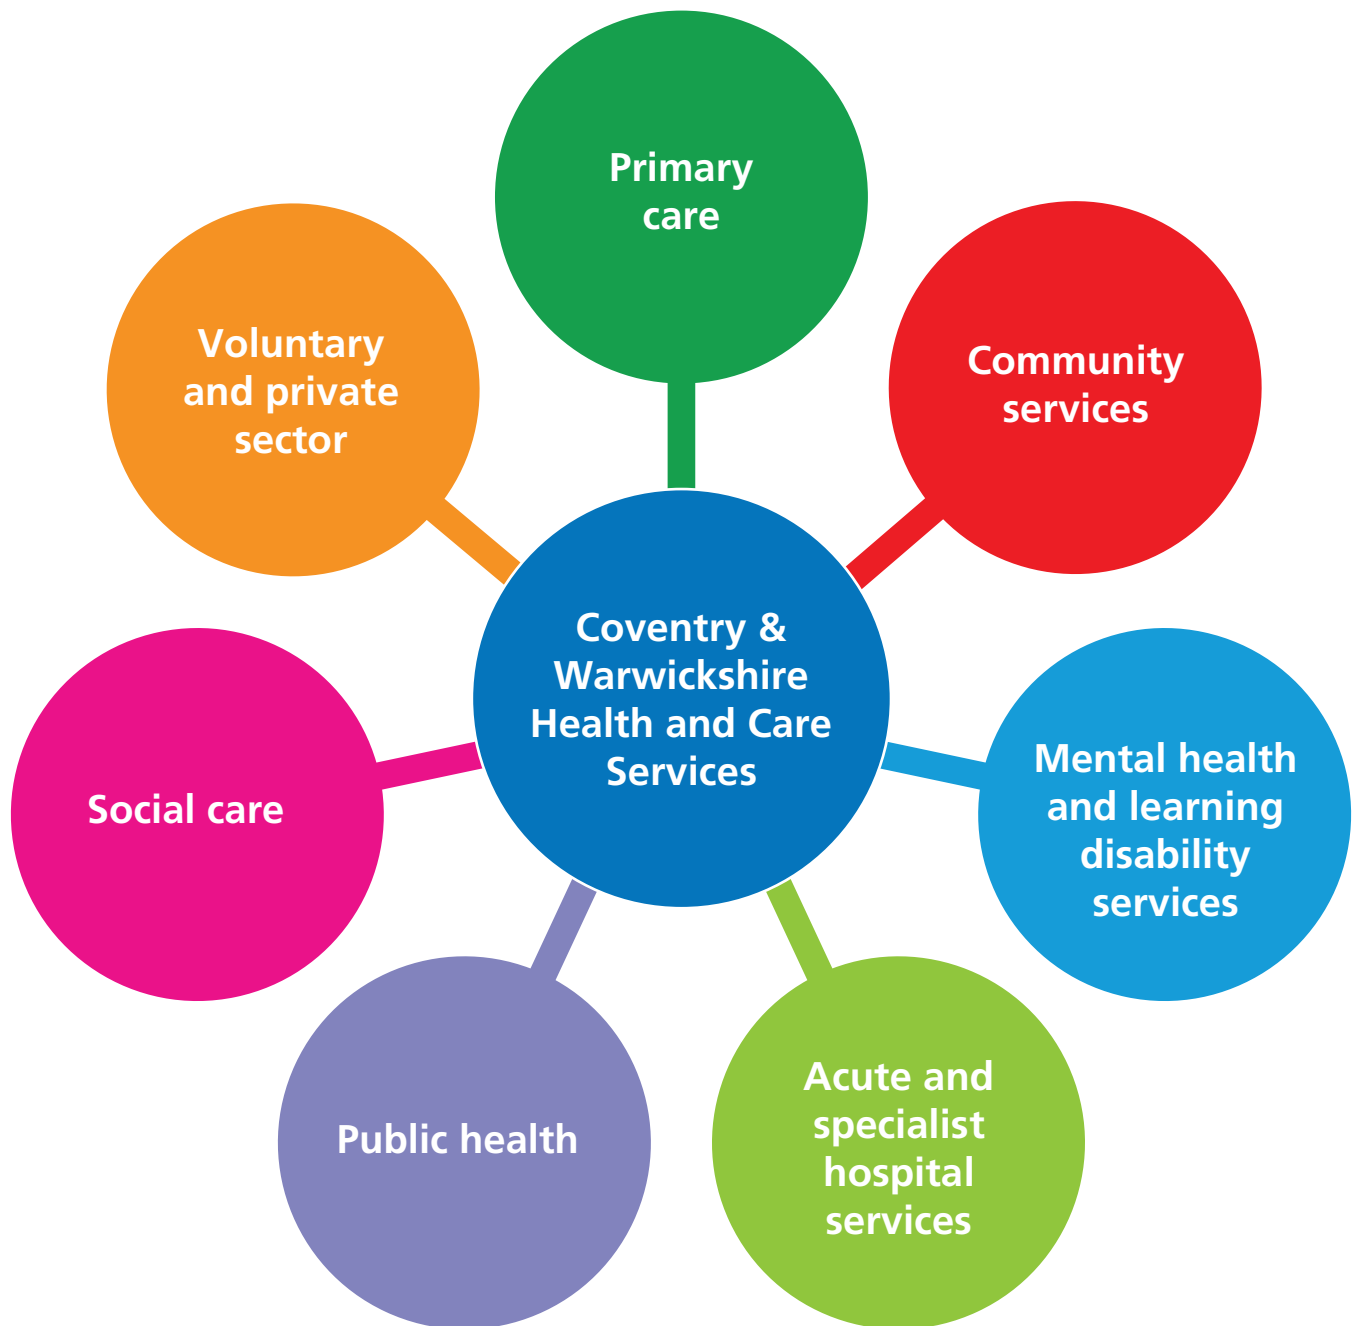 Primary
care
Community
services
Mental health
and learning
disability
services
Acute and
specialist
hospital
services
Public health
Social care
Voluntary
and private
sector
Coventry &
Warwickshire
Health and Care
Services